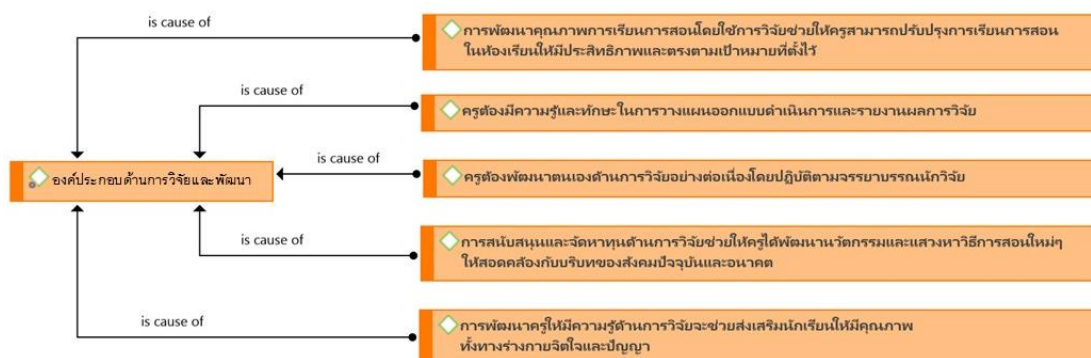 is cause of
การพัฒนาคุณภาพการเรียนการสอนโดยใช้การวิจัยช่วยให้ครูสามารถปรับปรุงการเรียนการสอน
ในห้องเรียนให้มีประสิทธิภาพและตรงตามเป้าหมายที่ตั้งไว้
is cause of
ครูต้องมีความรู้และทักษะในการวางแผนออกแบบดำเนินการและรายงานผลการวิจัย
is cause of
องค์ประกอบด้านการวิจัยและพัฒนา
ครูต้องพัฒนาตนเองด้านการวิจัยอย่างต่อเนื่องโดยปฏิบัติตามจรรยาบรรณนักวิจัย
is cause of
การสนับสนุนและจัดหาทุนด้านการวิจัยช่วยให้ครูได้พัฒนานวัตกรรมและแสวงหาวิธีการสอนใหม่ๆ
ให้สอดคล้องกับบริบทของสังคมปัจจุบันและอนาคต
is cause of
การพัฒนาครูให้มีความรู้ด้านการวิจัยจะช่วยส่งเสริมนักเรียนให้มีคุณภาพ
ทั้งทางร่างกายจิตใจและปัญญา